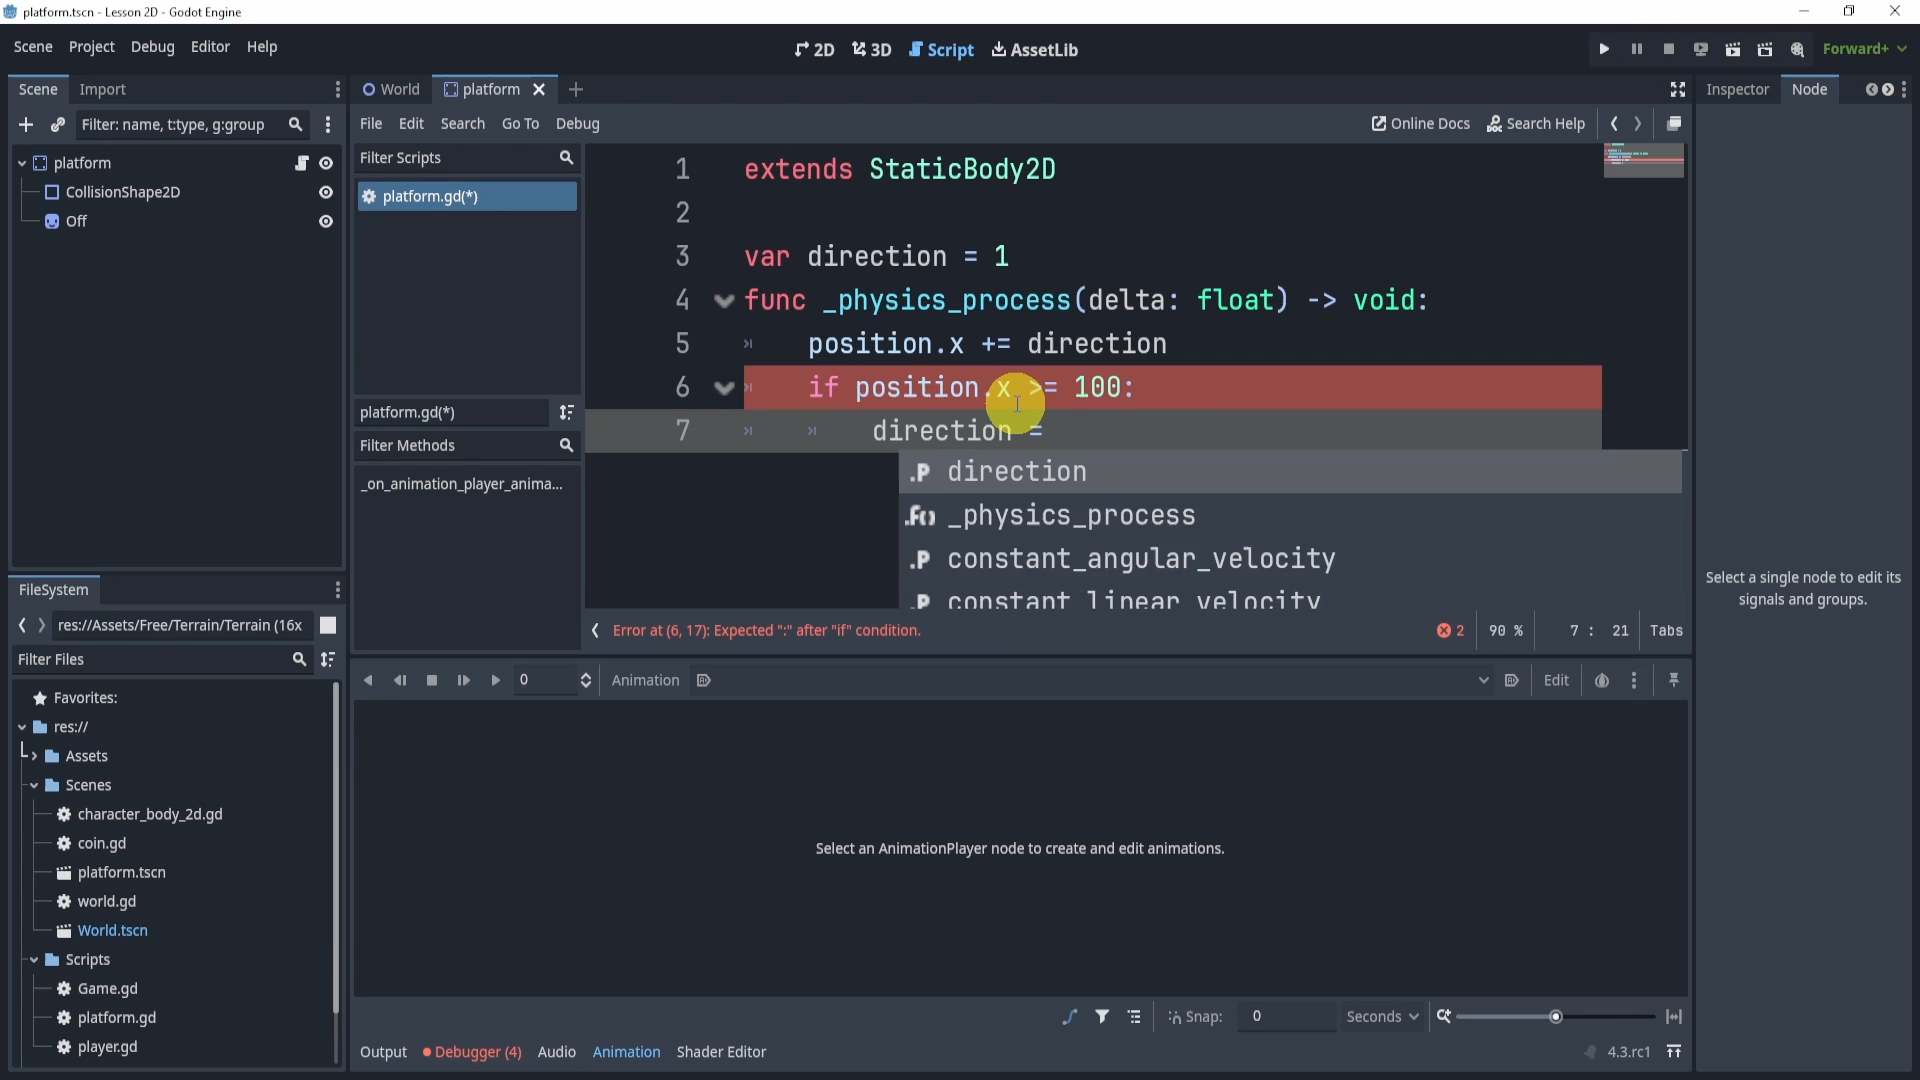 platform.tscn - Lesson 2D - Godot Engine
Scene Project Debug Editor Help
2D 3D Script AssetLib
Forward+
Scene Import
World platform
Inspector Node
Filter: name, t:type, g:group
File Edit Search Go To Debug
Online Docs Search Help
platform
CollisionShape2D
Off
Filter Scripts
platform.gd(*)
platform.gd(*)
Filter Methods
_on_animation_player_anima...
1 extends StaticBody2D
2
3 var direction = 1
4 func _physics_process(delta: float) -> void:
5 position.x += direction
6 if position.x >= 100:
7 direction =
direction
_physics_process
constant_angular_velocity
constant_linear_velocity
Error at (6, 17): Expected ":" after "if" condition.
2 90 % 7 : 21 Tabs
Select a single node to edit its
signals and groups.
FileSystem
res://Assets/Free/Terrain/Terrain (16x
Filter Files
Favorites:
res://
Assets
Scenes
character_body_2d.gd
coin.gd
platform.tscn
world.gd
World.tscn
Scripts
Game.gd
platform.gd
player.gd
0 Animation Edit
Select an AnimationPlayer node to create and edit animations.
Snap: 0 Seconds
Output Debugger (4) Audio Animation Shader Editor
4.3.rc1